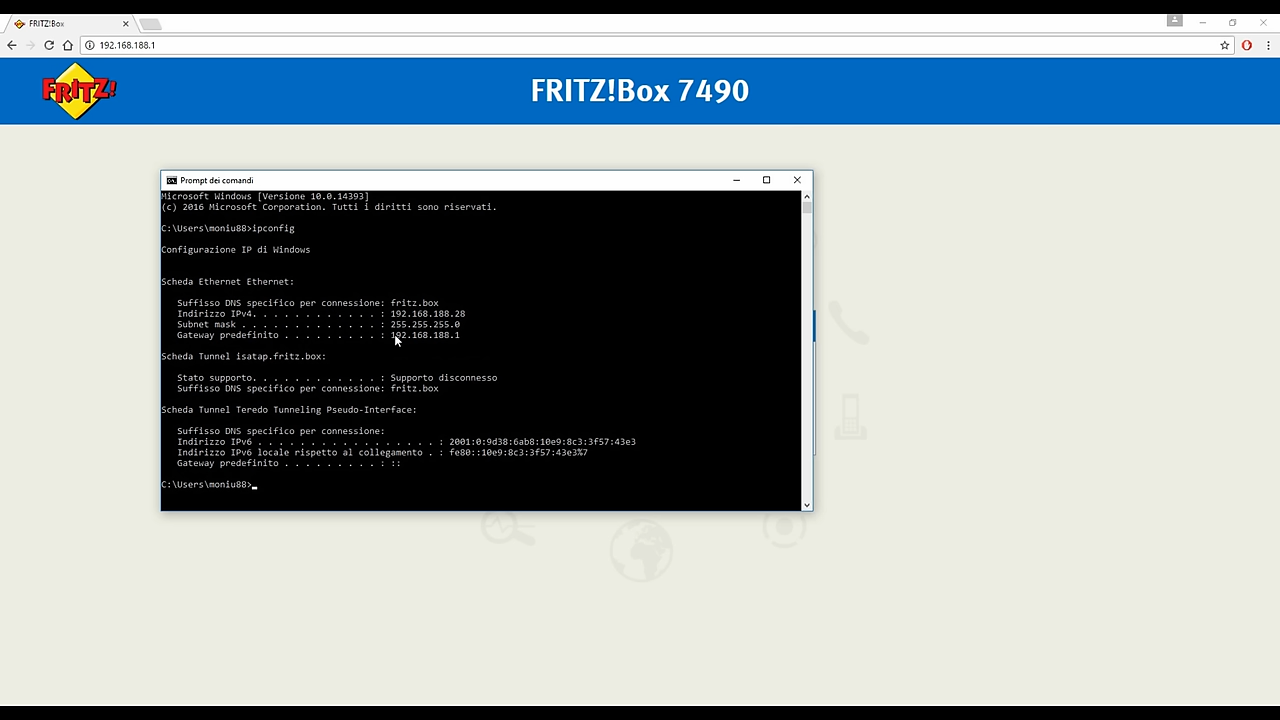 FRITZ!Box
192.168.188.1
FRITZ!
FRITZ!Box 7490
Prompt dei comandi
Microsoft Windows [Versione 10.0.14393]
(c) 2016 Microsoft Corporation. Tutti i diritti sono riservati.
C:\Users\moniu88>ipconfig
Configurazione IP di Windows
Scheda Ethernet Ethernet:
Suffisso DNS specifico per connessione: fritz.box
Indirizzo IPv4. . . . . . . . . . . . : 192.168.188.28
Subnet mask . . . . . . . . . . . . . : 255.255.255.0
Gateway predefinito . . . . . . . . . : 192.168.188.1
Scheda Tunnel isatap.fritz.box:
Stato supporto. . . . . . . . . . . . : Supporto disconnesso
Suffisso DNS specifico per connessione: fritz.box
Scheda Tunnel Teredo Tunneling Pseudo-Interface:
Suffisso DNS specifico per connessione:
Indirizzo IPv6 . . . . . . . . . . . . . . . . . : 2001:0:9d38:6ab8:10e9:8c3:3f57:43e3
Indirizzo IPv6 locale rispetto al collegamento . : fe80::10e9:8c3:3f57:43e3%7
Gateway predefinito . . . . . . . . . : ::
C:\Users\moniu88>_